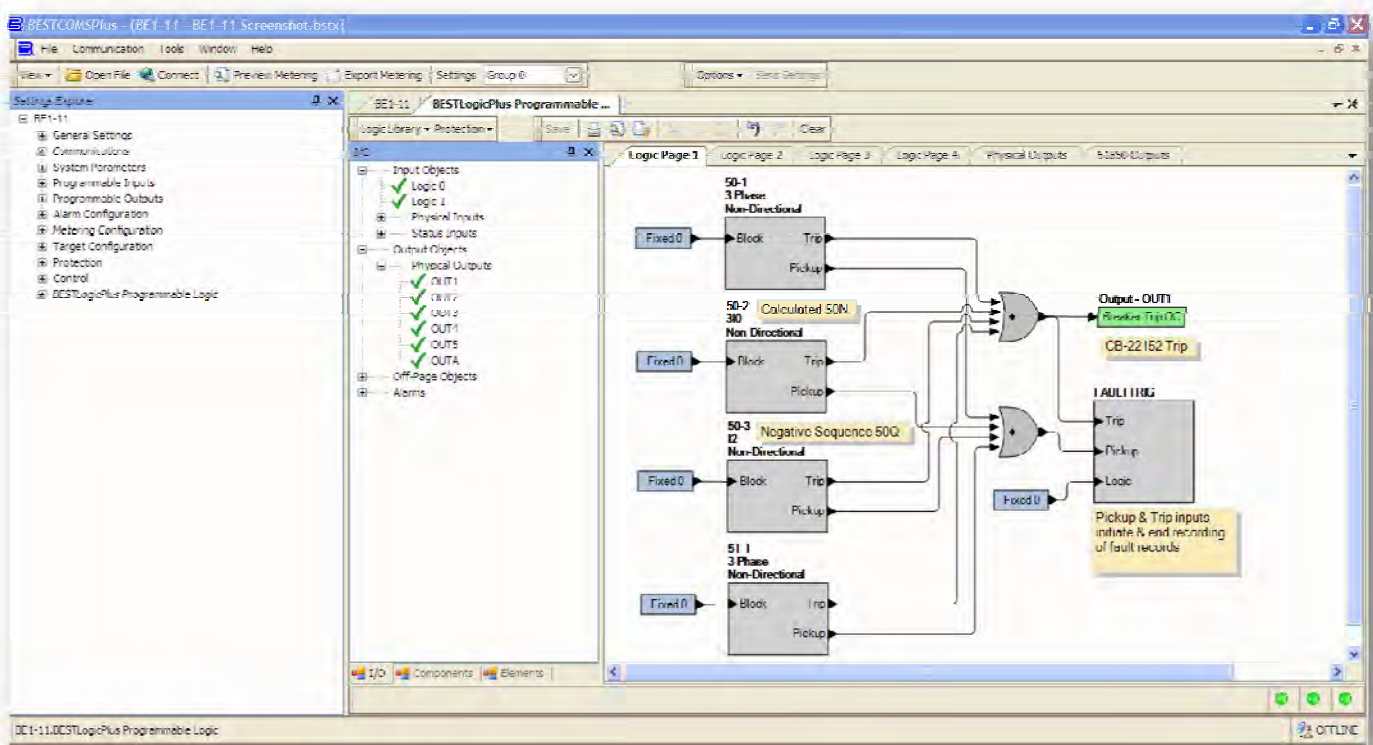 BESTCOMSPlus - (BE1-11 - BE1-11 Screenshot.bstx)
File Communication Tools Window Help
View Open File Connect Preview Metering Export Metering Settings Group 0 Options Send Settings
Settings Explorer
BE1-11
General Settings
Communications
System Parameters
Programmable Inputs
Programmable Outputs
Alarm Configuration
Metering Configuration
Target Configuration
Protection
Control
BESTLogicPlus Programmable Logic
BE1-11 BESTLogicPlus Programmable ...
Logic Library Protection Save Clear
I/O
Input Objects
Logic 0
Logic 1
Physical Inputs
Status Inputs
Output Objects
Physical Outputs
OUT1
OUT2
OUT3
OUT4
OUT5
OUTA
Off-Page Objects
Alarms
I/O Components Elements
Logic Page 1 Logic Page 2 Logic Page 3 Logic Page 4 Physical Outputs
50-1
3 Phase
Non-Directional
Fixed 0 Block Trip
Pickup
50-2 Calculated 50N
3I0
Non Directional
Fixed 0 Block Trip
Pickup
50-3 Negative Sequence 50Q
I2
Non-Directional
Fixed 0 Block Trip
Pickup
51 1
3 Phase
Non-Directional
Fixed 0 Block Trip
Pickup
Output - OUT1
Breaker Trip OC
CB-22152 Trip
FAULTTRIG
Trip
Pickup
Fixed 0 Logic
Pickup & Trip inputs
initiate & end recording
of fault records
BE1-11.BESTLogicPlus Programmable Logic
OFFLINE